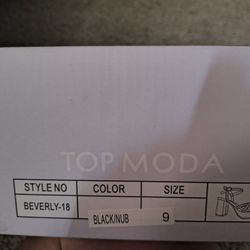 TOP MODA
STYLE NO COLOR SIZE
BEVERLY-18
BLACK/NUB 9